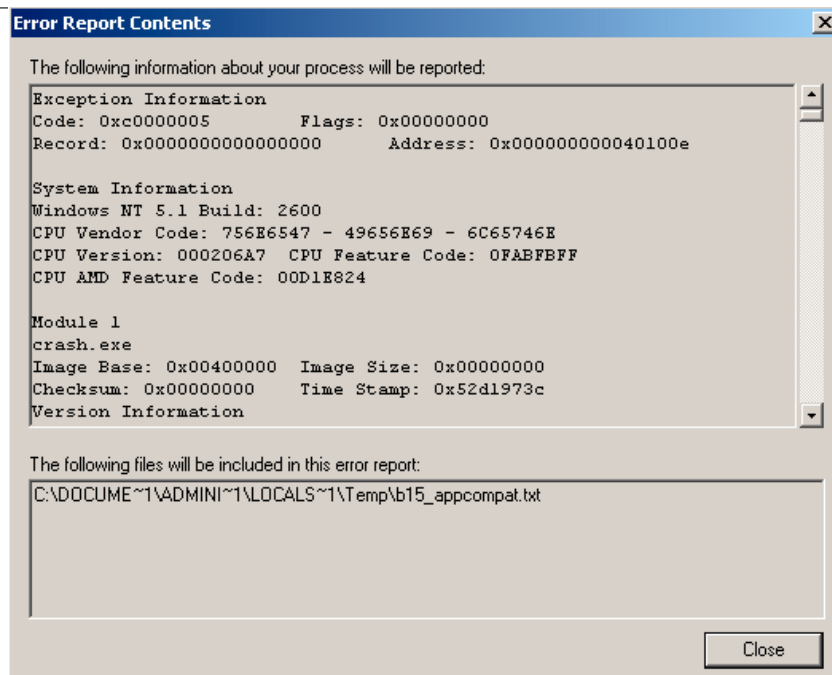 Error Report Contents
The following information about your process will be reported:
Exception Information
Code: 0xc0000005 Flags: 0x00000000
Record: 0x0000000000000000 Address: 0x000000000040100e
System Information
Windows NT 5.1 Build: 2600
CPU Vendor Code: 756E6547 - 49656E69 - 6C65746E
CPU Version: 000206A7 CPU Feature Code: 0FABFBFF
CPU AMD Feature Code: 00D1E824
Module 1
crash.exe
Image Base: 0x00400000 Image Size: 0x00000000
Checksum: 0x00000000 Time Stamp: 0x52d1973c
Version Information
The following files will be included in this error report:
C:\DOCUME~1\ADMINI~1\LOCALS~1\Temp\b15_appcompat.txt
Close